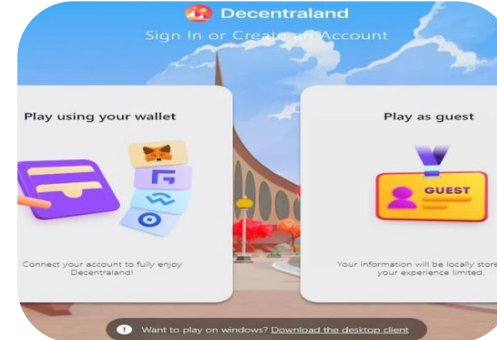 Decentraland
Sign In or Create an Account
Play using your wallet
Connect your account to fully enjoy
Decentraland!
Play as guest
GUEST
Your information will be locally store
your experience limited.
Want to play on windows? Download the desktop client